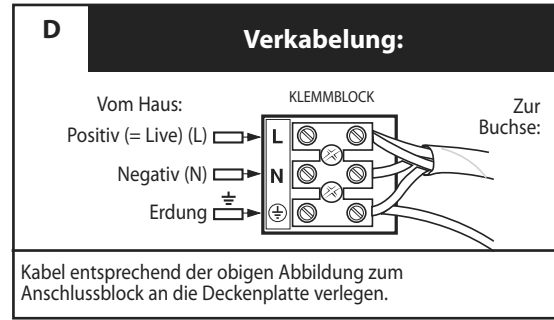 D
Verkabelung:
Vom Haus:
KLEMMBLOCK
Zur
Buchse:
Positiv (= Live) (L)
L
Negativ (N)
N
Erdung
Kabel entsprechend der obigen Abbildung zum
Anschlussblock an die Deckenplatte verlegen.